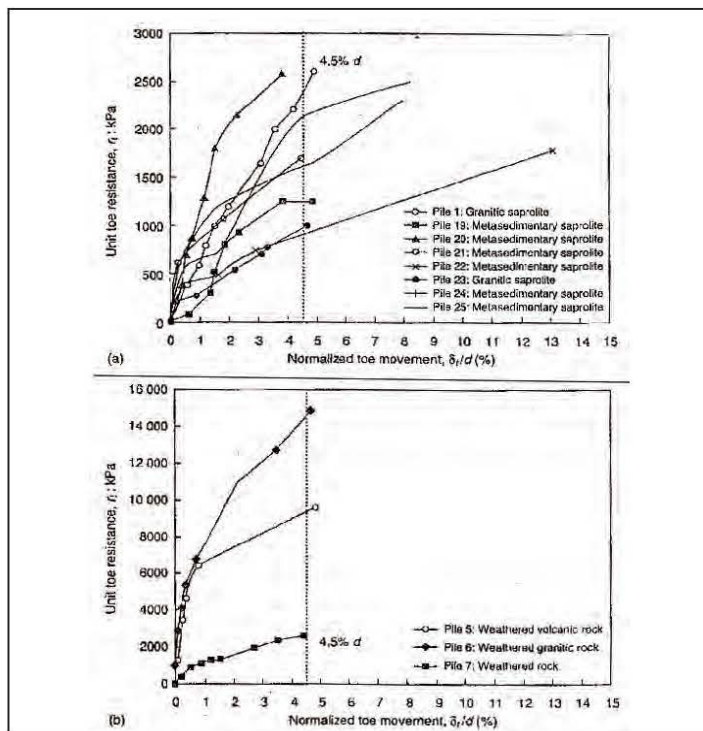 3000
2500
2000
1500
1000
500
0
Unit toe resistance, rₜ: kPa
4.5% d
Pile 1: Granitic saprolite
Pile 19: Metasedimentary saprolite
Pile 20: Metasedimentary saprolite
Pile 21: Metasedimentary saprolite
Pile 22: Metasedimentary saprolite
Pile 23: Granitic saprolite
Pile 24: Metasedimentary saprolite
Pile 25: Metasedimentary saprolite
0 1 2 3 4 5 6 7 8 9 10 11 12 13 14 15
(a)
Normalized toe movement, δₜ/d (%)
16 000
14 000
12 000
10 000
8000
6000
4000
2000
0
Unit toe resistance, rₜ: kPa
4.5% d
Pile 5: Weathered volcanic rock
Pile 6: Weathered granitic rock
Pile 7: Weathered rock
0 1 2 3 4 5 6 7 8 9 10 11 12 13 14 15
(b)
Normalized toe movement, δₜ/d (%)